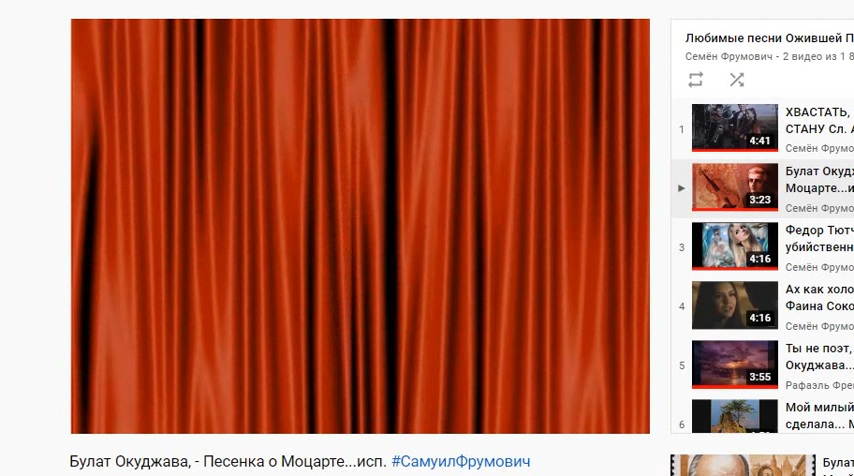 Любимые песни Ожившей П
Семён Фрумович - 2 видео из 1 8
1
4:41
ХВАСТАТЬ,
СТАНУ Сл. А
Семён Фрумо
3:23
Булат Окудж
Моцарте...и
Семён Фрумо
3
4:16
Федор Тютч
убийственн
Семён Фрумо
4
4:16
Ах как холо
Фаина Соко
Семён Фрумо
5
3:55
Ты не поэт,
Окуджава...
Рафаэль Фре
6
Мой милый
сделала... М
Булат Окуджава, - Песенка о Моцарте...исп. #СамуилФрумович
Булат